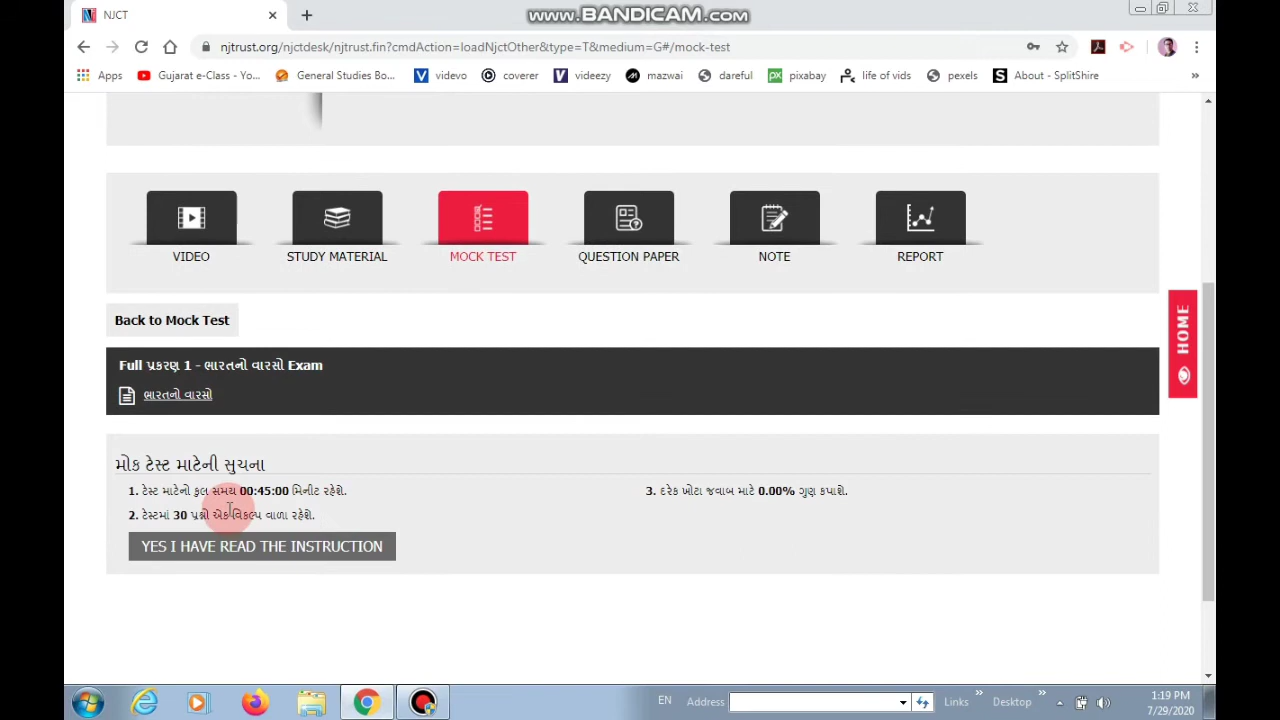 WWW.BANDICAM.COM
NJCT
njtrust.org/njctdesk/njtrust.fin?cmdAction=loadNjctOther&type=T&medium=G#/mock-test
Apps Gujarat e-Class - Yo... General Studies Bo... videvo coverer videezy mazwai dareful pixabay life of vids pexels About - SplitShire »
VIDEO STUDY MATERIAL MOCK TEST QUESTION PAPER NOTE REPORT
HOME
Back to Mock Test
Full પ્રકરણ 1 - ભારતનો વારસો Exam
ભારતનો વારસો
મોક ટેસ્ટ માટેની સુચના
1. ટેસ્ટ માટેનો કુલ સમય 00:45:00 મિનીટ રહેશે.
3. દરેક ખોટા જવાબ માટે 0.00% ગુણ કપાશે.
2. ટેસ્ટમાં 30 પ્રશ્નો એક વિકલ્પ વાળા રહેશે.
YES I HAVE READ THE INSTRUCTION
EN Address Links » Desktop » 1:19 PM
7/29/2020